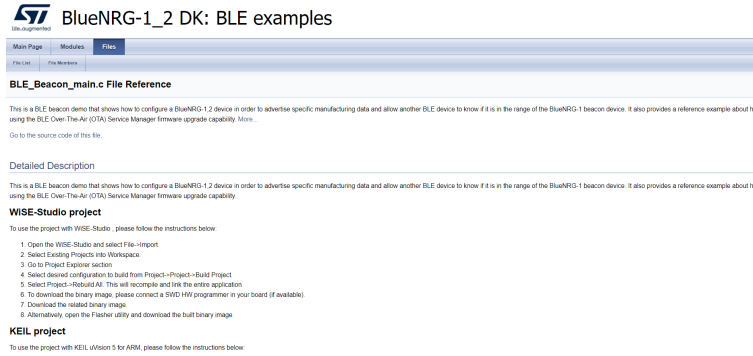 life.augmented
BlueNRG-1_2 DK: BLE examples
Main Page Modules Files
File List File Members
BLE_Beacon_main.c File Reference
This is a BLE beacon demo that shows how to configure a BlueNRG-1,2 device in order to advertise specific manufacturing data and allow another BLE device to know if it is in the range of the BlueNRG-1 beacon device. It also provides a reference example about h
using the BLE Over-The-Air (OTA) Service Manager firmware upgrade capability. More...
Go to the source code of this file.
Detailed Description
This is a BLE beacon demo that shows how to configure a BlueNRG-1,2 device in order to advertise specific manufacturing data and allow another BLE device to know if it is in the range of the BlueNRG-1 beacon device. It also provides a reference example about h
using the BLE Over-The-Air (OTA) Service Manager firmware upgrade capability.
WiSE-Studio project
To use the project with WiSE-Studio , please follow the instructions below:
1. Open the WiSE-Studio and select File->Import.
2. Select Existing Projects into Workspace.
3. Go to Project Explorer section
4. Select desired configuration to build from Project->Project->Build Project.
5. Select Project->Rebuild All. This will recompile and link the entire application
6. To download the binary image, please connect a SWD HW programmer in your board (if available).
7. Download the related binary image.
8. Alternatively, open the Flasher utility and download the built binary image.
KEIL project
To use the project with KEIL uVision 5 for ARM, please follow the instructions below: